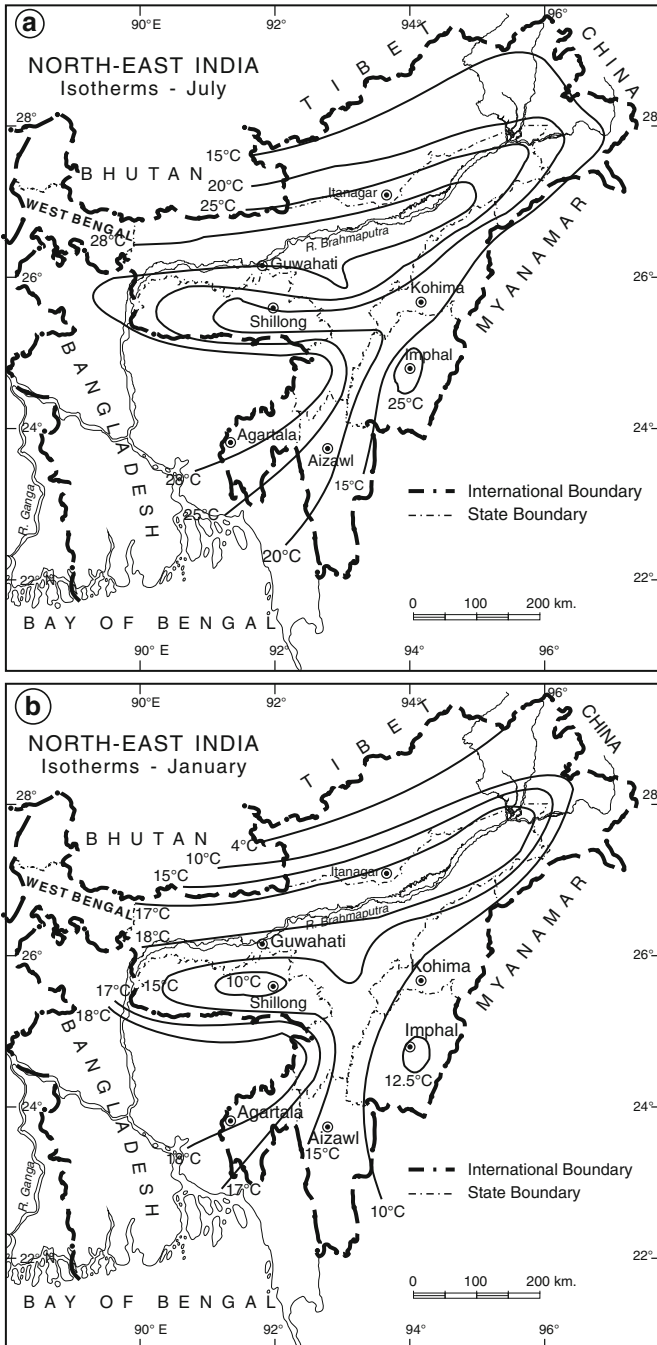 a
NORTH-EAST INDIA
Isotherms - July
96°
TIBET
CHINA
28°
28°
BHUTAN
15°C
20°C
25°C
Itanagar
WEST BENGAL
28°C
R. Brahmaputra
26°
26°
Guwahati
Kohima
MYANAMAR
Shillong
BANGLADESH
Imphal
25°C
24°
24°
Agartala
Aizawl
28°C
15°C
R. Ganga
25°C
20°C
International Boundary
State Boundary
22° N
22°
0 100 200 km.
BAY OF BENGAL
90° E
92°
94°
96°
90 E
92°
94°
96°
b
NORTH-EAST INDIA
Isotherms - January
TIBET
CHINA
28°
28°
BHUTAN
4°C
10°C
15°C
Itanagar
WEST BENGAL
17°C
R. Brahmaputra
18°C
26°
26°
Guwahati
Kohima
MYANAMAR
17°C
15°C
10°C
Shillong
18°C
BANGLADESH
Imphal
12.5°C
24°
24°
Agartala
Aizawl
18°C
15°C
R. Ganga
17°C
10°C
International Boundary
State Boundary
22° N
22°
0 100 200 km.
BAY OF BENGAL
90° E
92°
94°
96°
90 E
92°
94°